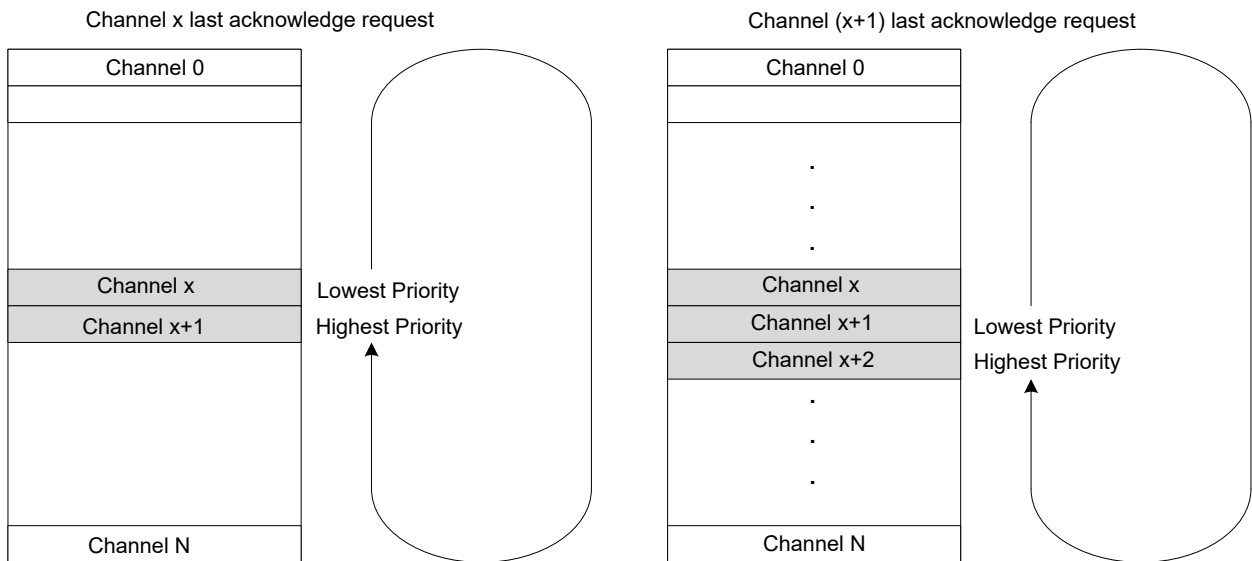 Channel x last acknowledge request
Channel 0
Channel x
Lowest Priority
Channel x+1
Highest Priority
Channel N
Channel (x+1) last acknowledge request
Channel 0
.
.
.
Channel x
Channel x+1
Lowest Priority
Channel x+2
Highest Priority
.
.
.
Channel N